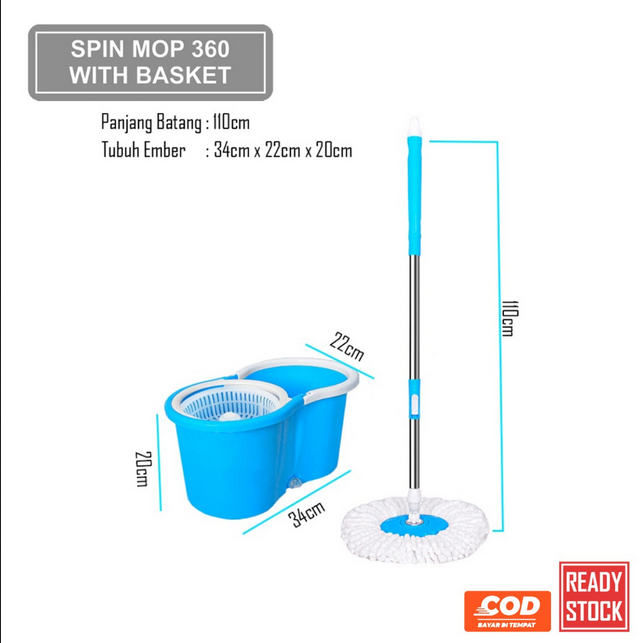 SPIN MOP 360
WITH BASKET
Panjang Batang : 110cm
Tubuh Ember : 34cm x 22cm x 20cm
22cm
110cm
20cm
34cm
COD
BAYAR DI TEMPAT
READY
STOCK